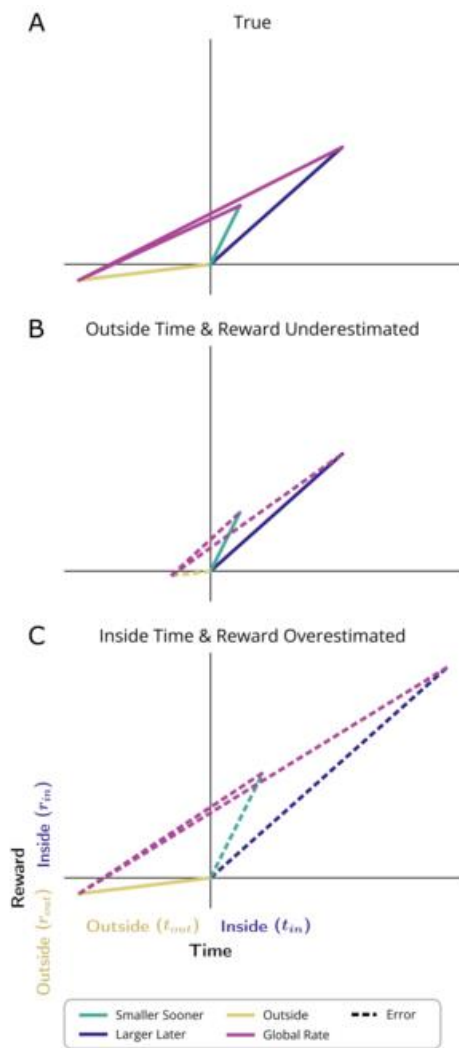 A
True
B
Outside Time & Reward Underestimated
C
Inside Time & Reward Overestimated
Reward
Outside (r_out) Inside (r_in)
Outside (t_out) Inside (t_in)
Time
Smaller Sooner Outside Error
Larger Later Global Rate